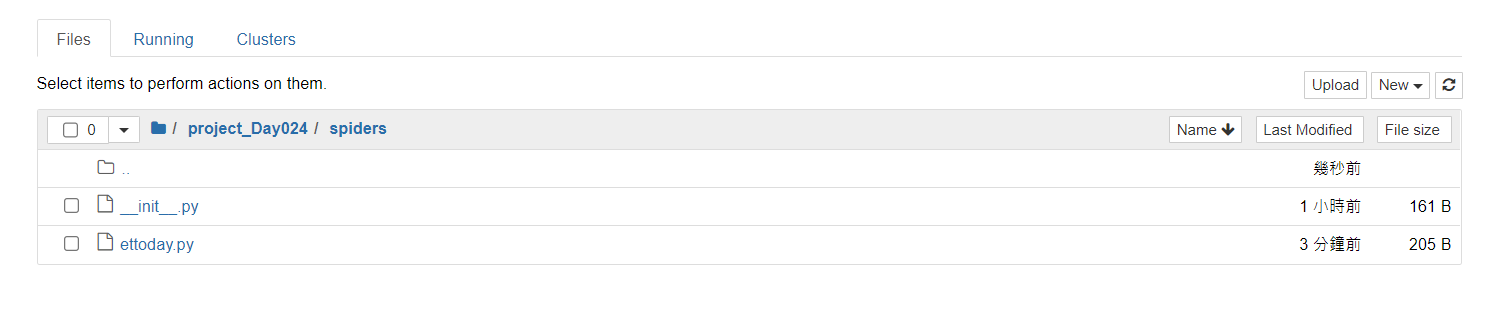 Files Running Clusters
Select items to perform actions on them.
Upload New
0 / project_Day024 / spiders Name Last Modified File size
.. 幾秒前
__init__.py 1 小時前 161 B
ettoday.py 3 分鐘前 205 B